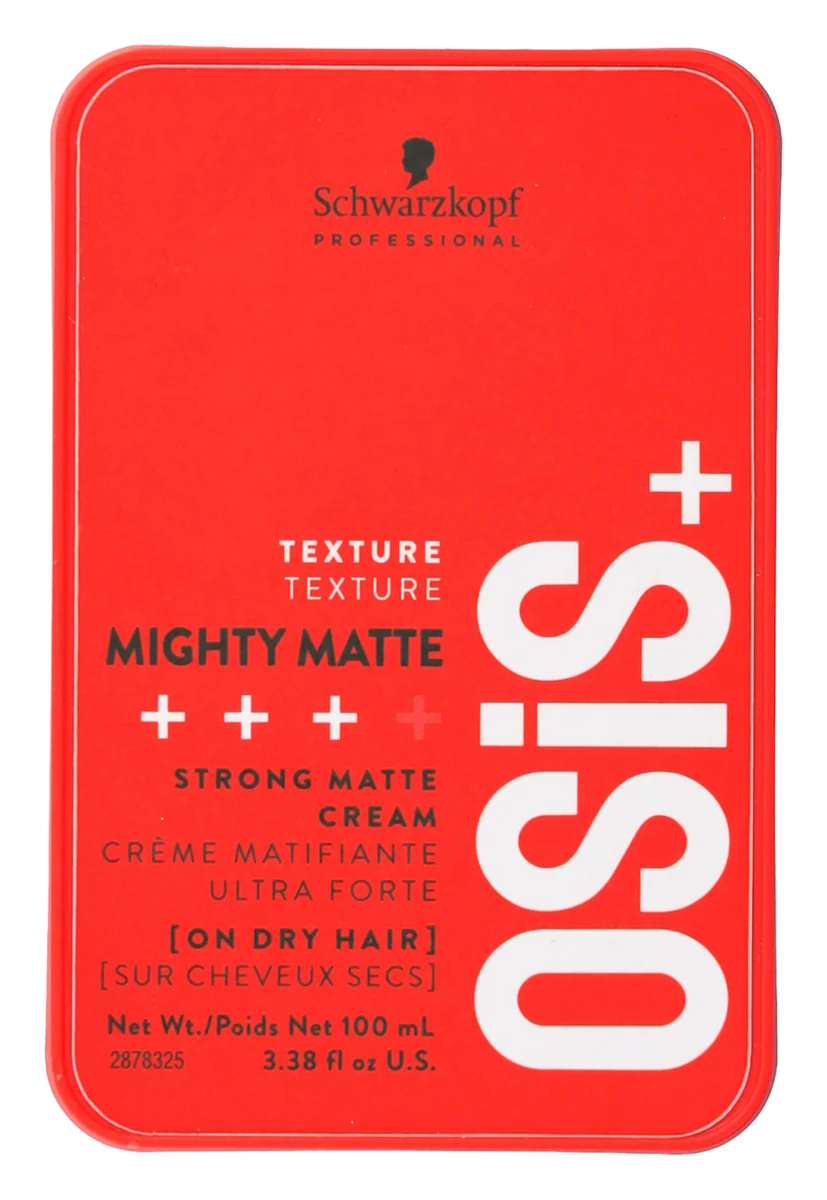 Schwarzkopf
PROFESSIONAL
TEXTURE
TEXTURE
MIGHTY MATTE
+ + + +
STRONG MATTE
CREAM
CRÈME MATIFIANTE
ULTRA FORTE
[ON DRY HAIR]
[SUR CHEVEUX SECS]
Net Wt./Poids Net 100 mL
2878325 3.38 fl oz U.S.
OSiS+